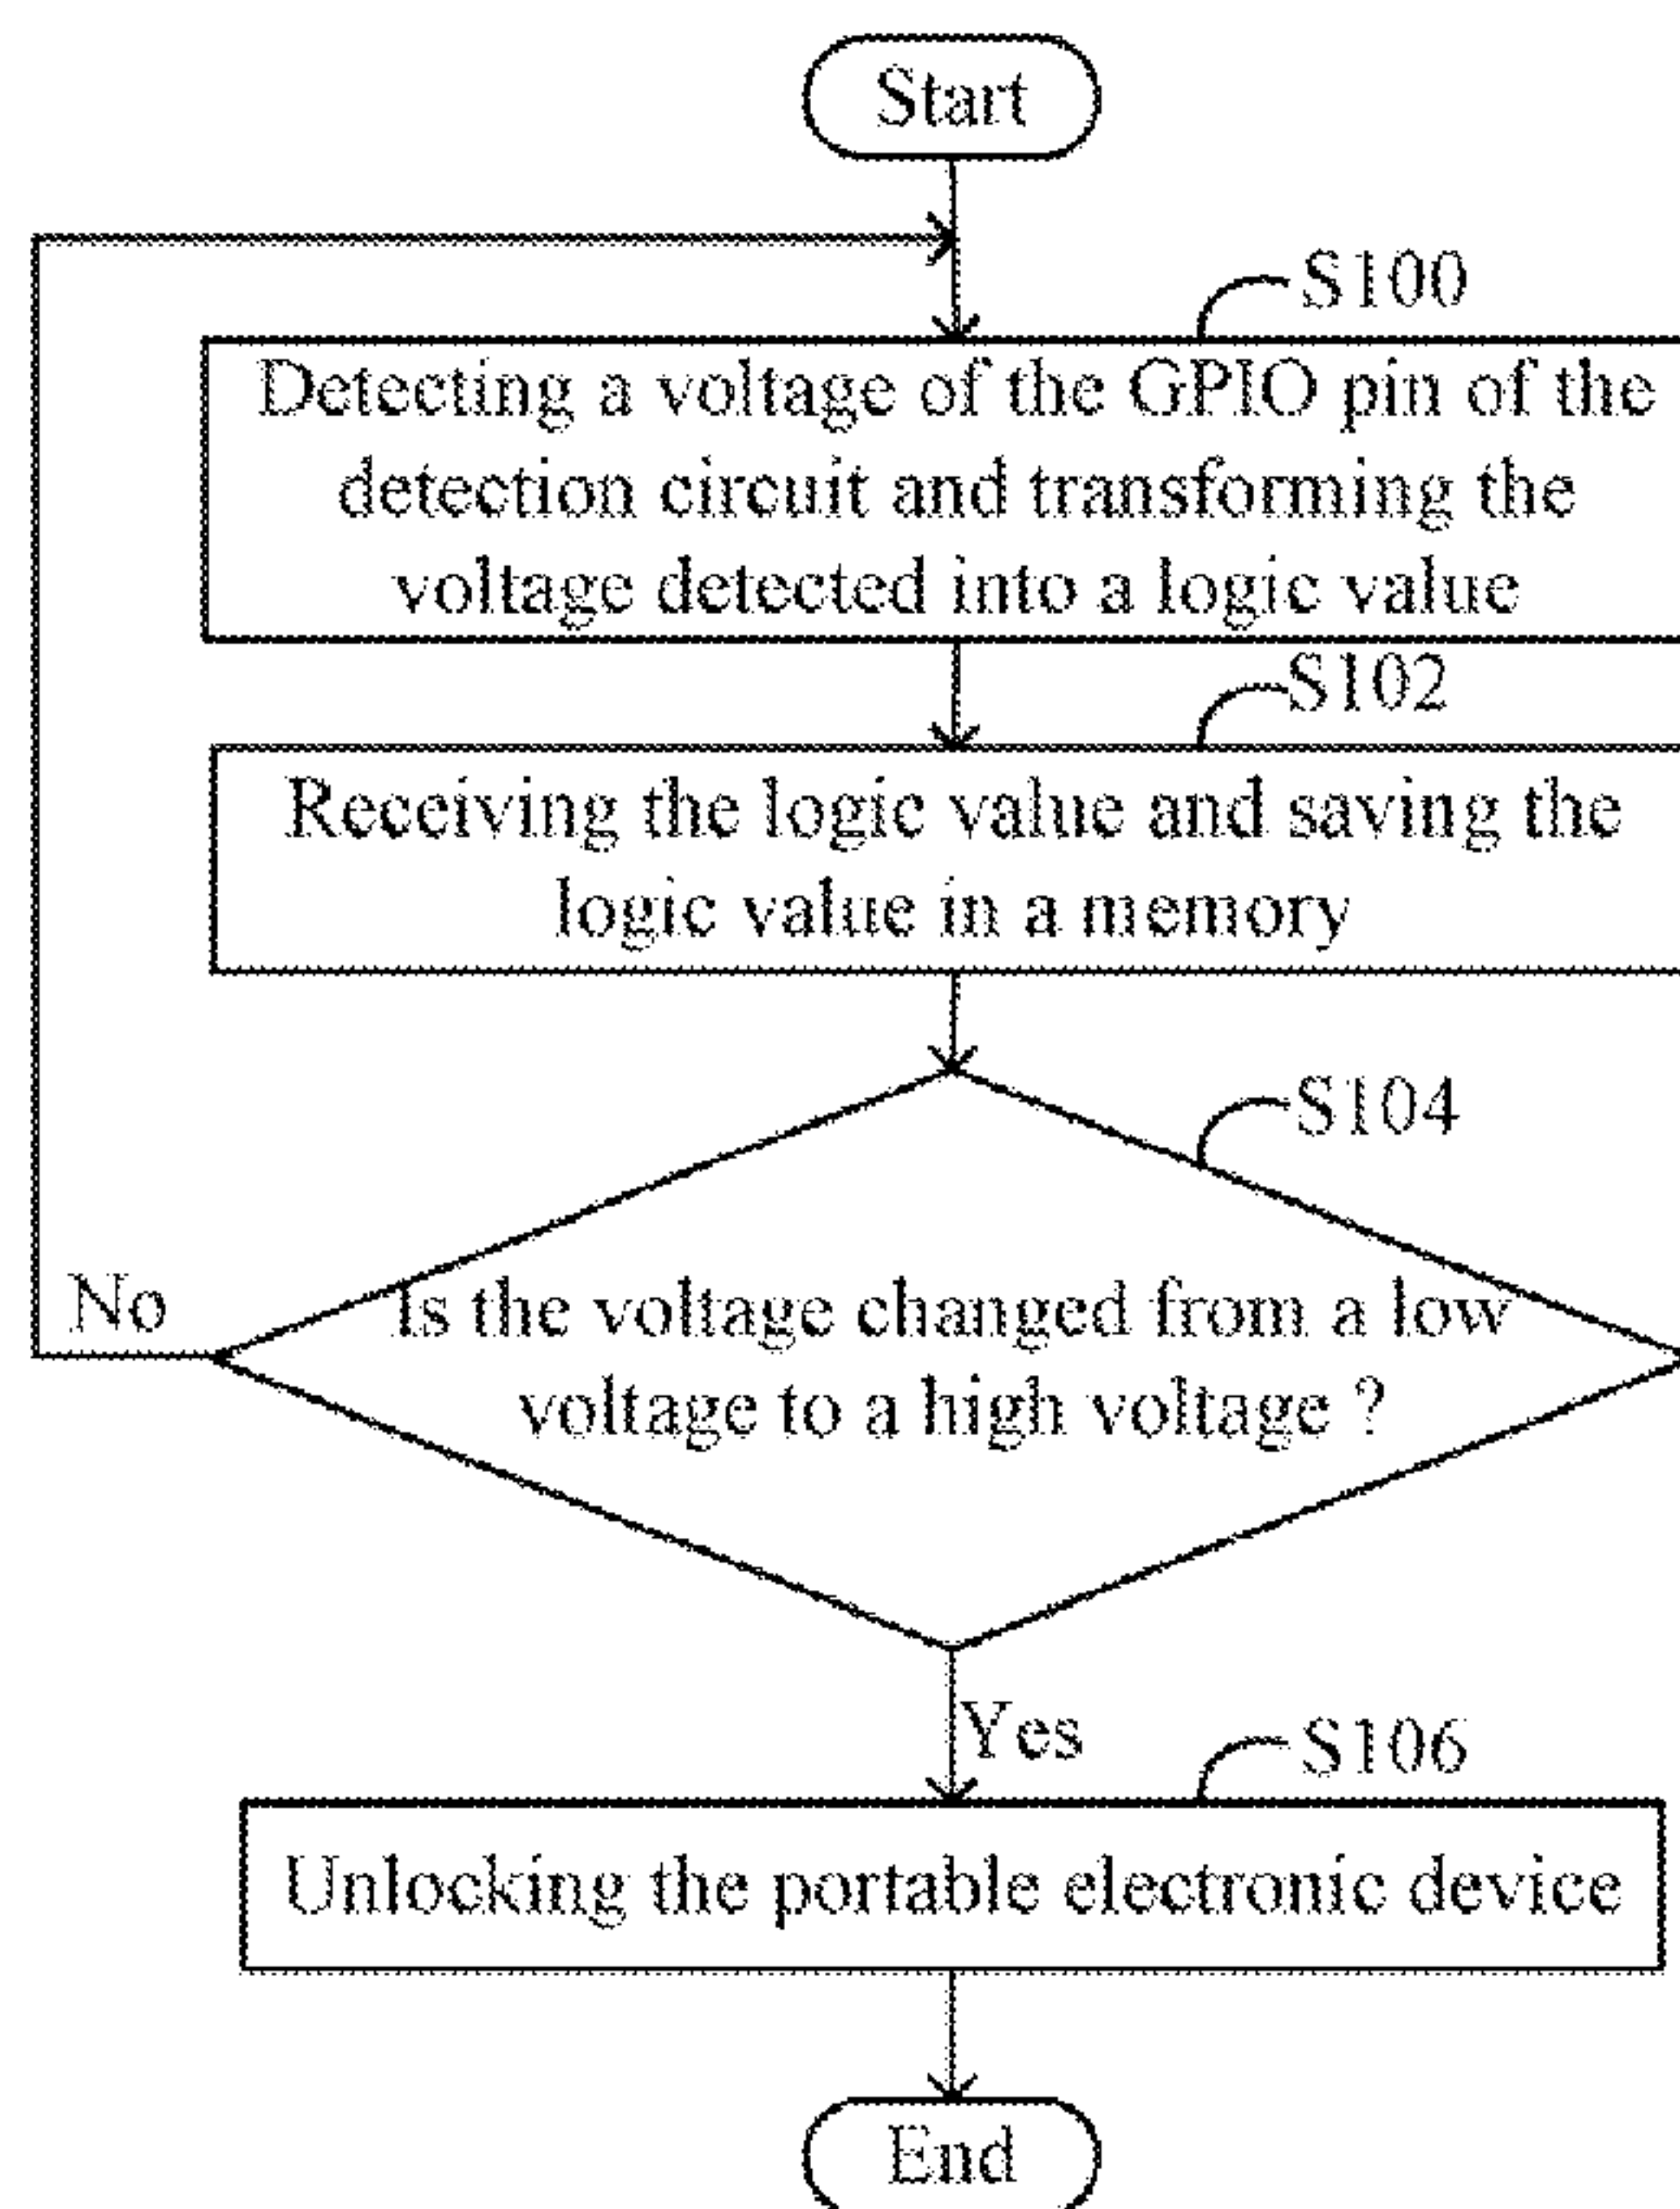 Start
S100
Detecting a voltage of the GPIO pin of the
detection circuit and transforming the
voltage detected into a logic value
S102
Receiving the logic value and saving the
logic value in a memory
S104
No
Is the voltage changed from a low
voltage to a high voltage ?
Yes
S106
Unlocking the portable electronic device
End